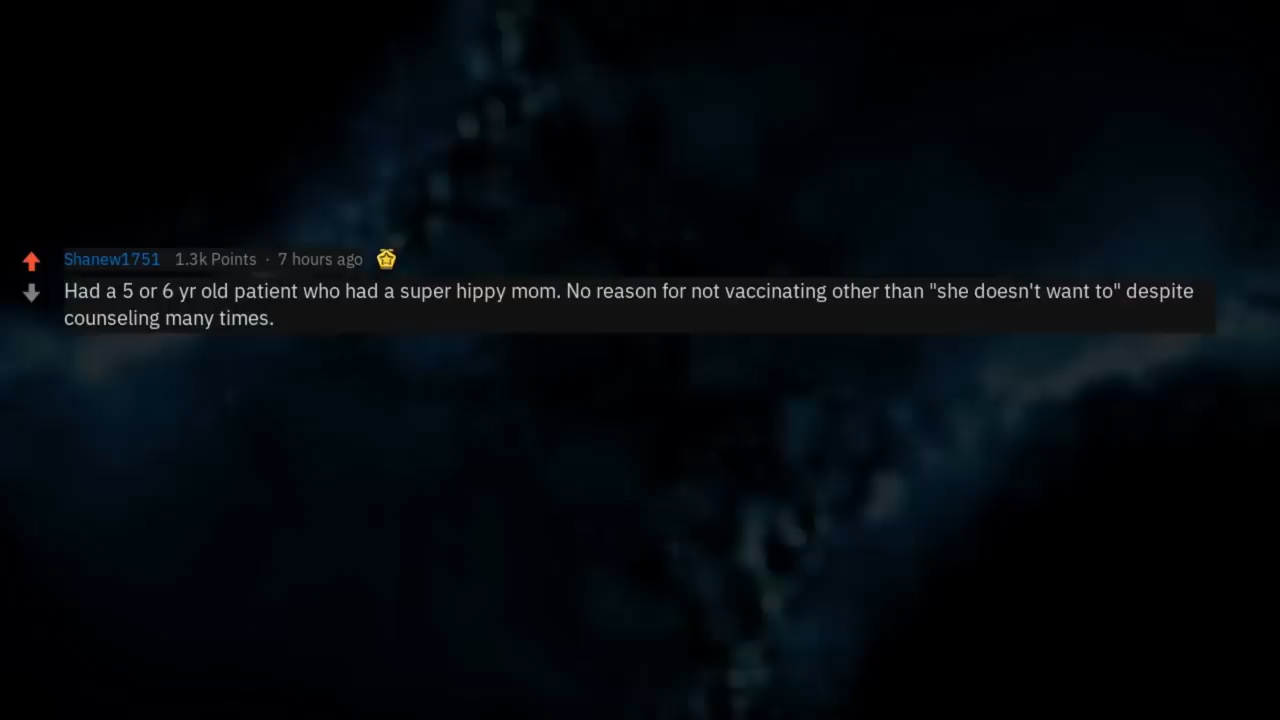 Shanew1751 1.3k Points · 7 hours ago
Had a 5 or 6 yr old patient who had a super hippy mom. No reason for not vaccinating other than "she doesn't want to" despite
counseling many times.